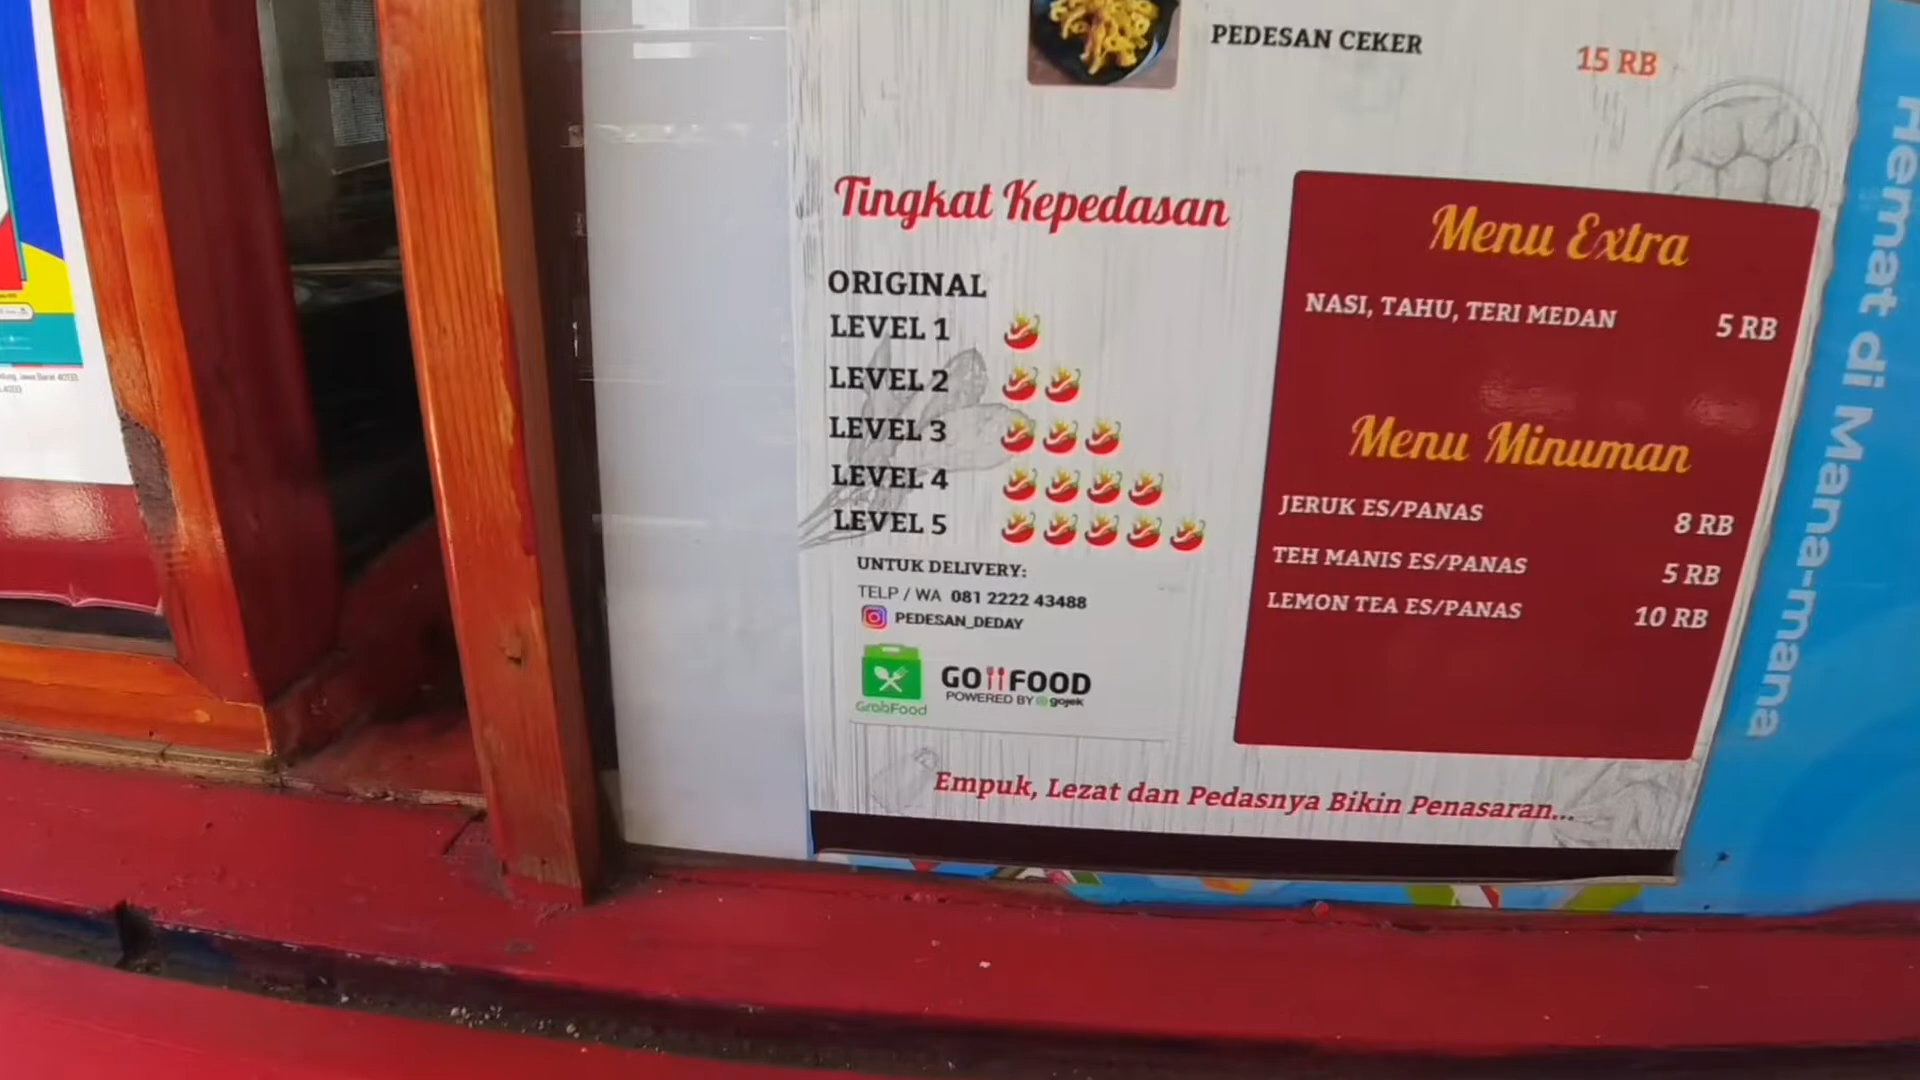 PEDESAN CEKER 15 RB
Tingkat Kepedasan
ORIGINAL
LEVEL 1
LEVEL 2
LEVEL 3
LEVEL 4
LEVEL 5
UNTUK DELIVERY:
TELP / WA 081 2222 43488
PEDESAN_DEDAY
GrabFood
GO FOOD
POWERED BY gojek
Menu Extra
NASI, TAHU, TERI MEDAN 5 RB
Menu Minuman
JERUK ES/PANAS 8 RB
TEH MANIS ES/PANAS 5 RB
LEMON TEA ES/PANAS 10 RB
Empuk, Lezat dan Pedasnya Bikin Penasaran...
Hemat di Mana-mana
Jawa Barat 40133